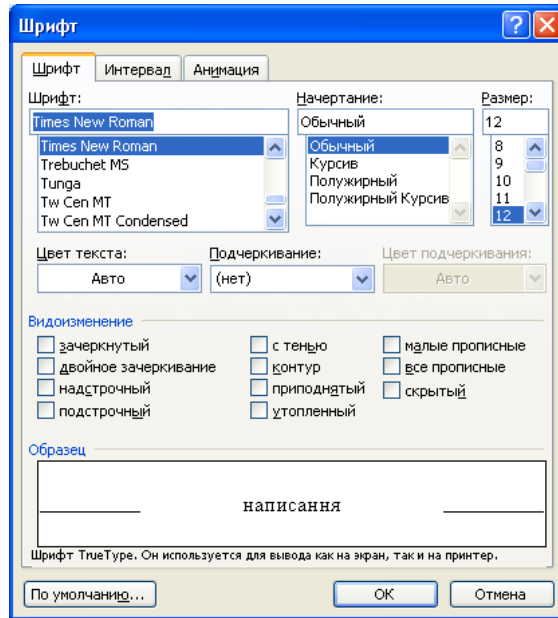 Шрифт
Шрифт Интервал Анимация
Шрифт: Начертание: Размер:
Times New Roman Обычный 12
Times New Roman Обычный 8
Trebuchet MS Курсив 9
Tunga Полужирный 10
Tw Cen MT Полужирный Курсив 11
Tw Cen MT Condensed 12
Цвет текста: Подчеркивание: Цвет подчеркивания:
Авто (нет) Авто
Видоизменение
зачеркнутый с тенью малые прописные
двойное зачеркивание контур все прописные
надстрочный приподнятый скрытый
подстрочный утопленный
Образец
написання
Шрифт TrueType. Он используется для вывода как на экран, так и на принтер.
По умолчанию... ОК Отмена